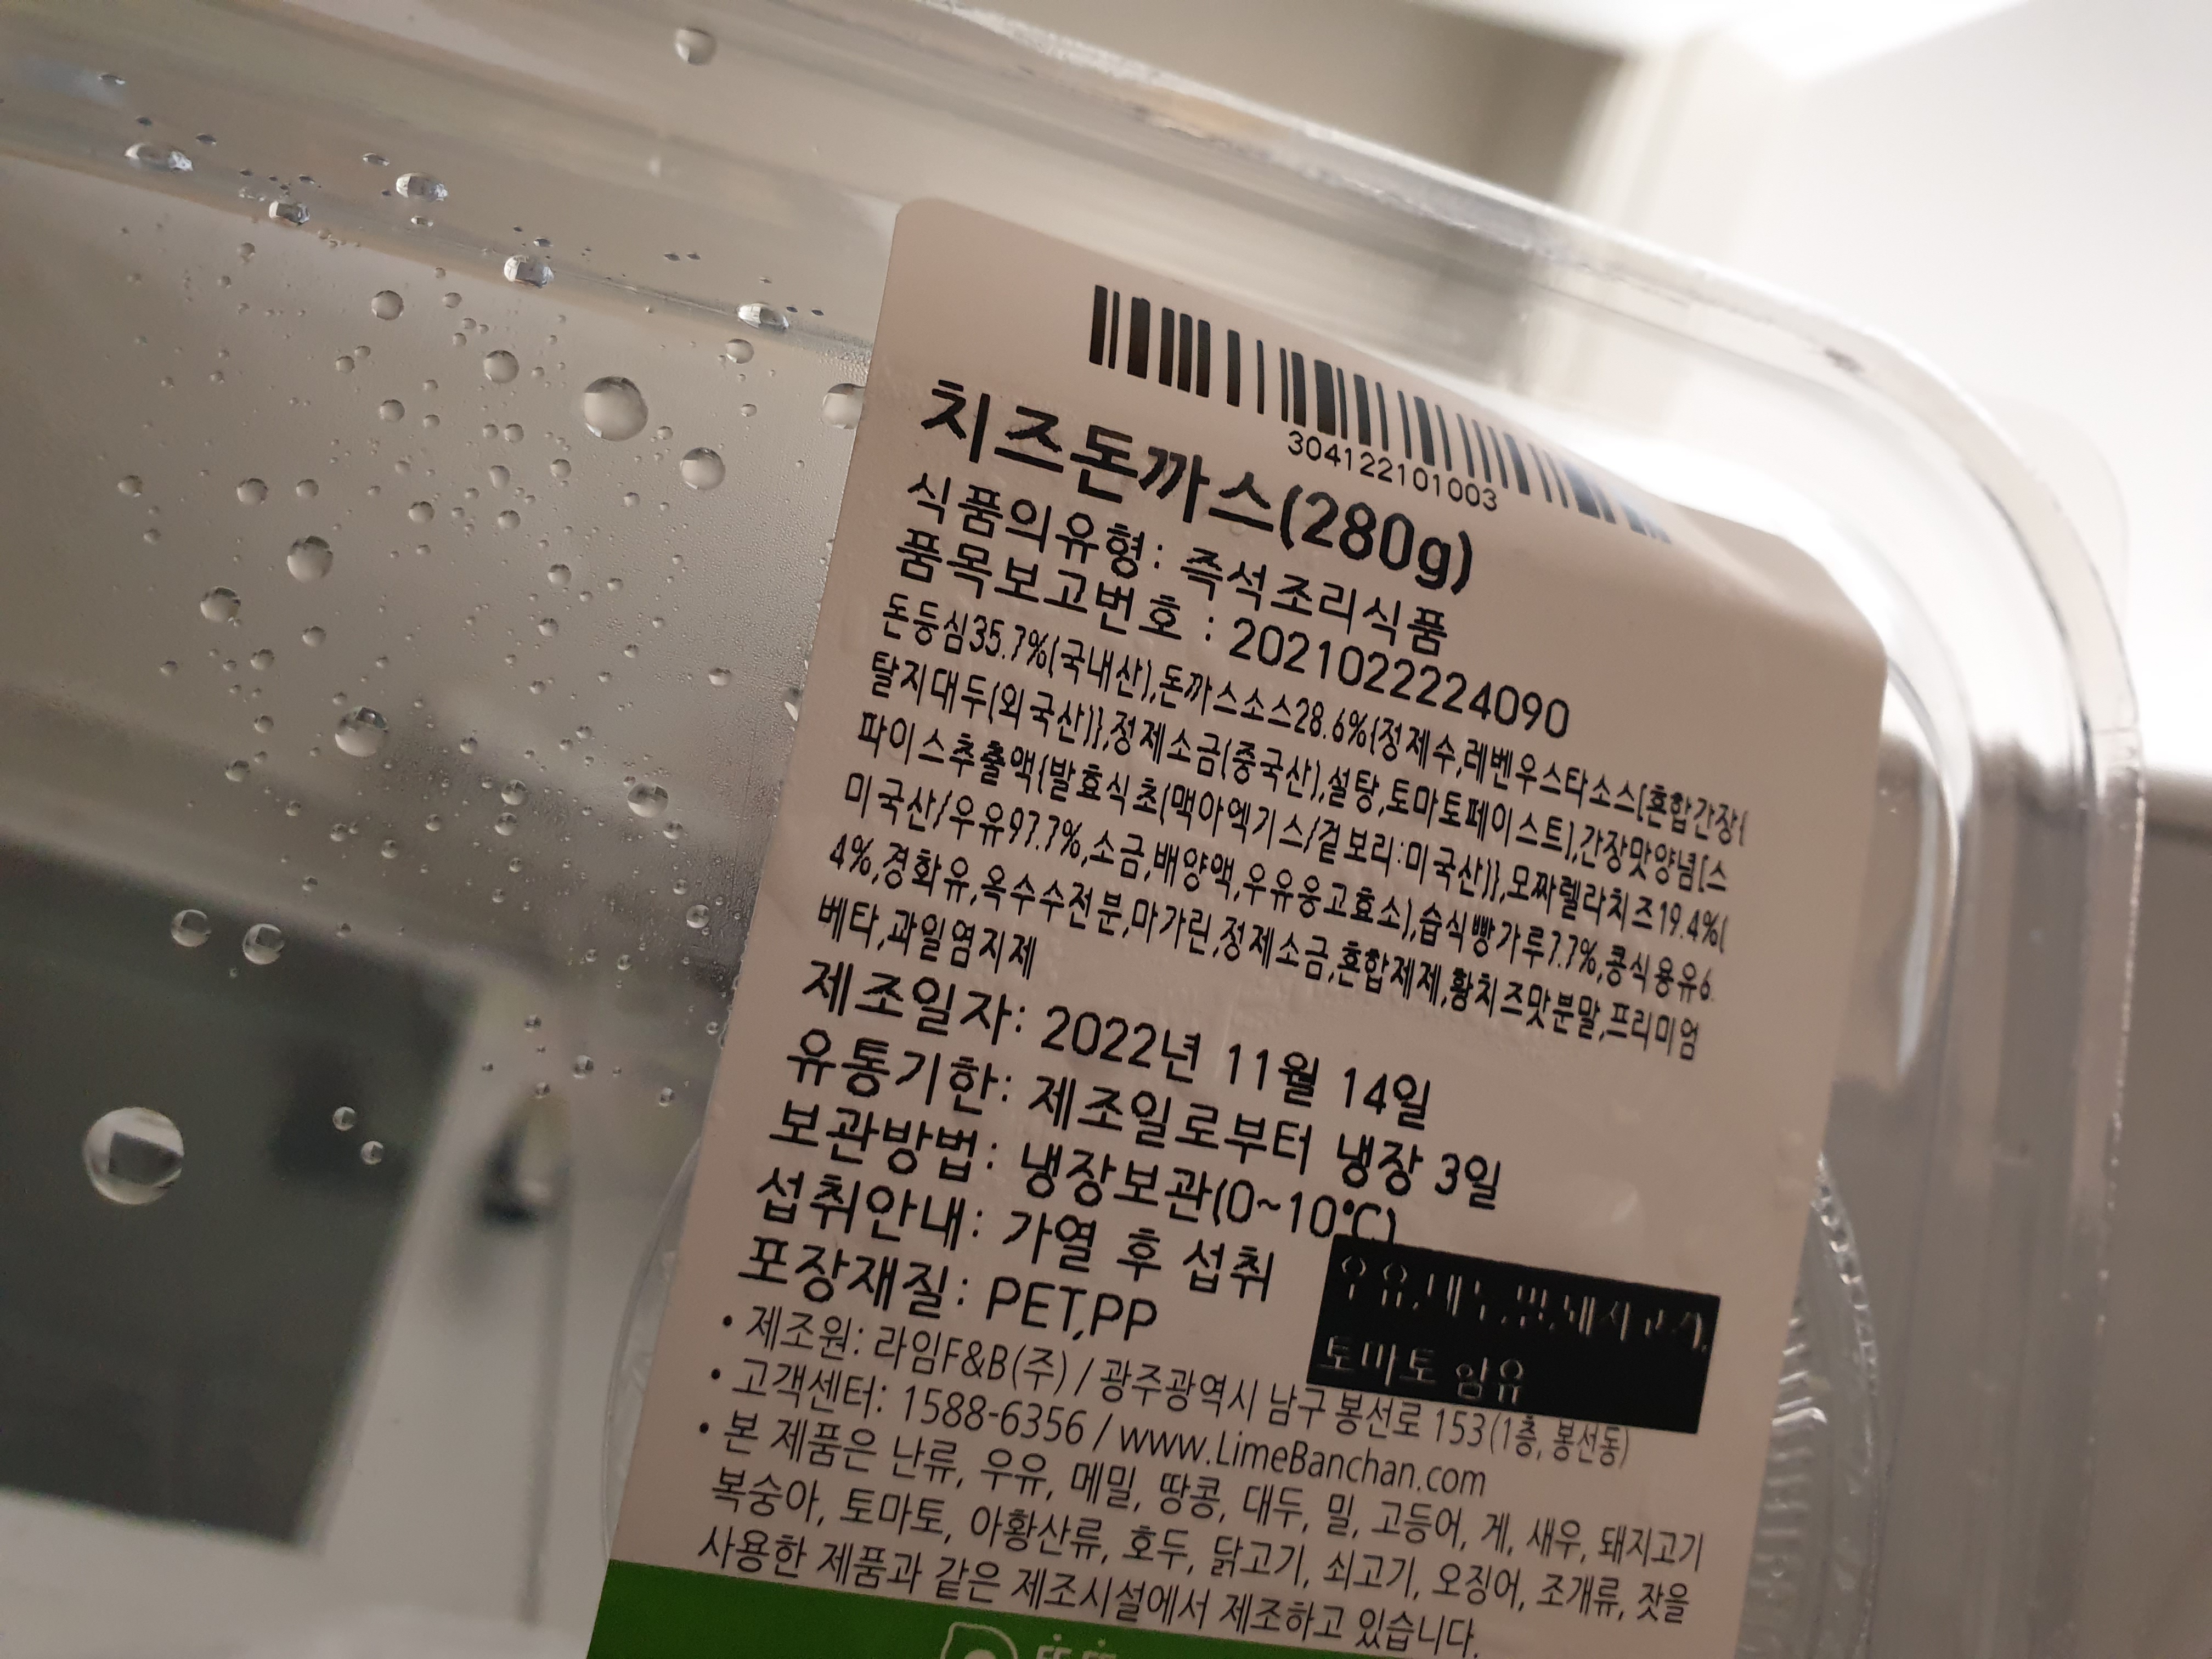 304122101003
치즈돈까스(280g)
식품의유형: 즉석조리식품
품목보고번호 : 2021022224090
돈등심35.7%(국내산),돈까스소스28.6%{정제수,레벤우스타소스[혼합간장{
탈지대두(외국산)},정제소금(중국산),설탕,토마토페이스트],간장맛양념[스
파이스추출액{발효식초(맥아엑기스/겉보리:미국산)},모짜렐라치즈19.4%(
미국산/우유97.7%,소금,배양액,우유응고효소),습식빵가루7.7%,콩식용유6.
4%,경화유,옥수수전분,마가린,정제소금,혼합제제,황치즈맛분말,프리미엄
베타,과일염지제
제조일자: 2022년 11월 14일
유통기한: 제조일로부터 냉장 3일
보관방법: 냉장보관(0~10℃)
섭취안내: 가열 후 섭취
포장재질: PET,PP
우유,대두,밀,돼지고기,
토마토 함유
• 제조원: 라임F&B(주) / 광주광역시 남구 봉선로 153(1층, 봉선동)
• 고객센터: 1588-6356 / www.LimeBanchan.com
• 본 제품은 난류, 우유, 메밀, 땅콩, 대두, 밀, 고등어, 게, 새우, 돼지고기
복숭아, 토마토, 아황산류, 호두, 닭고기, 쇠고기, 오징어, 조개류, 잣을
사용한 제품과 같은 제조시설에서 제조하고 있습니다.